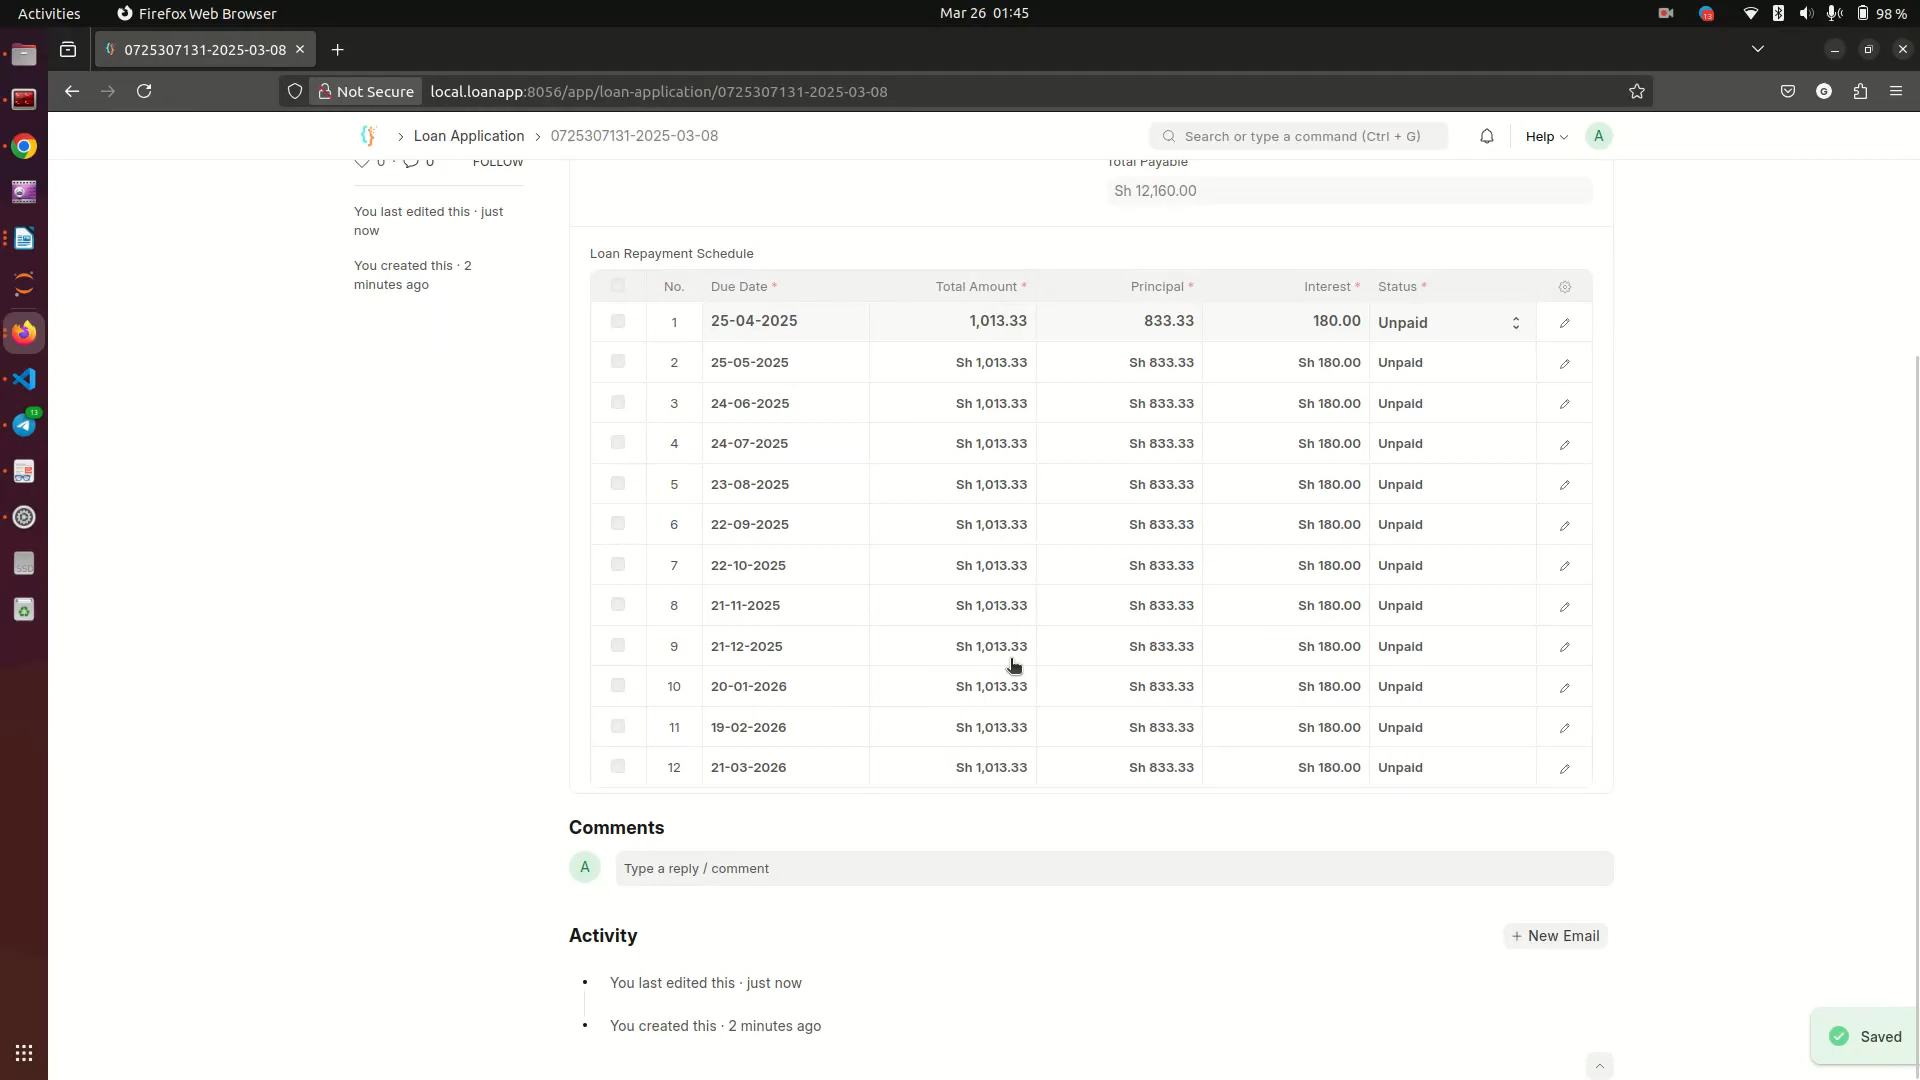 Activities Firefox Web Browser Mar 26 01:45 13 98 %
0725307131-2025-03-08
Not Secure local.loanapp:8056/app/loan-application/0725307131-2025-03-08 G
Loan Application 0725307131-2025-03-08 Search or type a command (Ctrl + G) Help A
0 · 0 FOLLOW
You last edited this · just
now
You created this · 2
minutes ago
Total Payable
Sh 12,160.00
Loan Repayment Schedule
No. Due Date * Total Amount * Principal * Interest * Status *
1 25-04-2025 1,013.33 833.33 180.00 Unpaid
2 25-05-2025 Sh 1,013.33 Sh 833.33 Sh 180.00 Unpaid
3 24-06-2025 Sh 1,013.33 Sh 833.33 Sh 180.00 Unpaid
4 24-07-2025 Sh 1,013.33 Sh 833.33 Sh 180.00 Unpaid
5 23-08-2025 Sh 1,013.33 Sh 833.33 Sh 180.00 Unpaid
6 22-09-2025 Sh 1,013.33 Sh 833.33 Sh 180.00 Unpaid
7 22-10-2025 Sh 1,013.33 Sh 833.33 Sh 180.00 Unpaid
8 21-11-2025 Sh 1,013.33 Sh 833.33 Sh 180.00 Unpaid
9 21-12-2025 Sh 1,013.33 Sh 833.33 Sh 180.00 Unpaid
10 20-01-2026 Sh 1,013.33 Sh 833.33 Sh 180.00 Unpaid
11 19-02-2026 Sh 1,013.33 Sh 833.33 Sh 180.00 Unpaid
12 21-03-2026 Sh 1,013.33 Sh 833.33 Sh 180.00 Unpaid
Comments
A Type a reply / comment
Activity + New Email
You last edited this · just now
You created this · 2 minutes ago
Saved
13
SSD